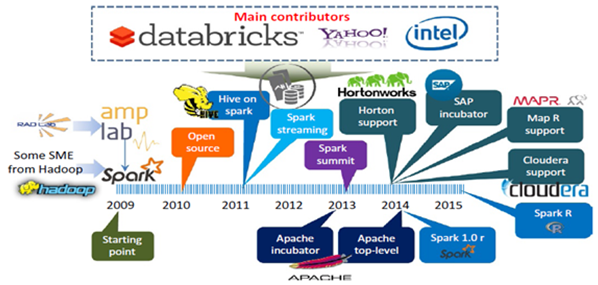 Main contributors
databricks
YAHOO!
intel
RAD Lab
amp
lab
Some SME
from Hadoop
hadoop
Spark
Open
source
HIVE
Hive on
spark
Spark
streaming
Spark
summit
Hortonworks
Horton
support
SAP
SAP
incubator
MAPR
Map R
support
Cloudera
support
cloudera
2009
2010
2011
2012
2013
2014
2015
Starting
point
Apache
incubator
Apache
top-level
APACHE
Spark 1.0 r
Spark
Spark R
R